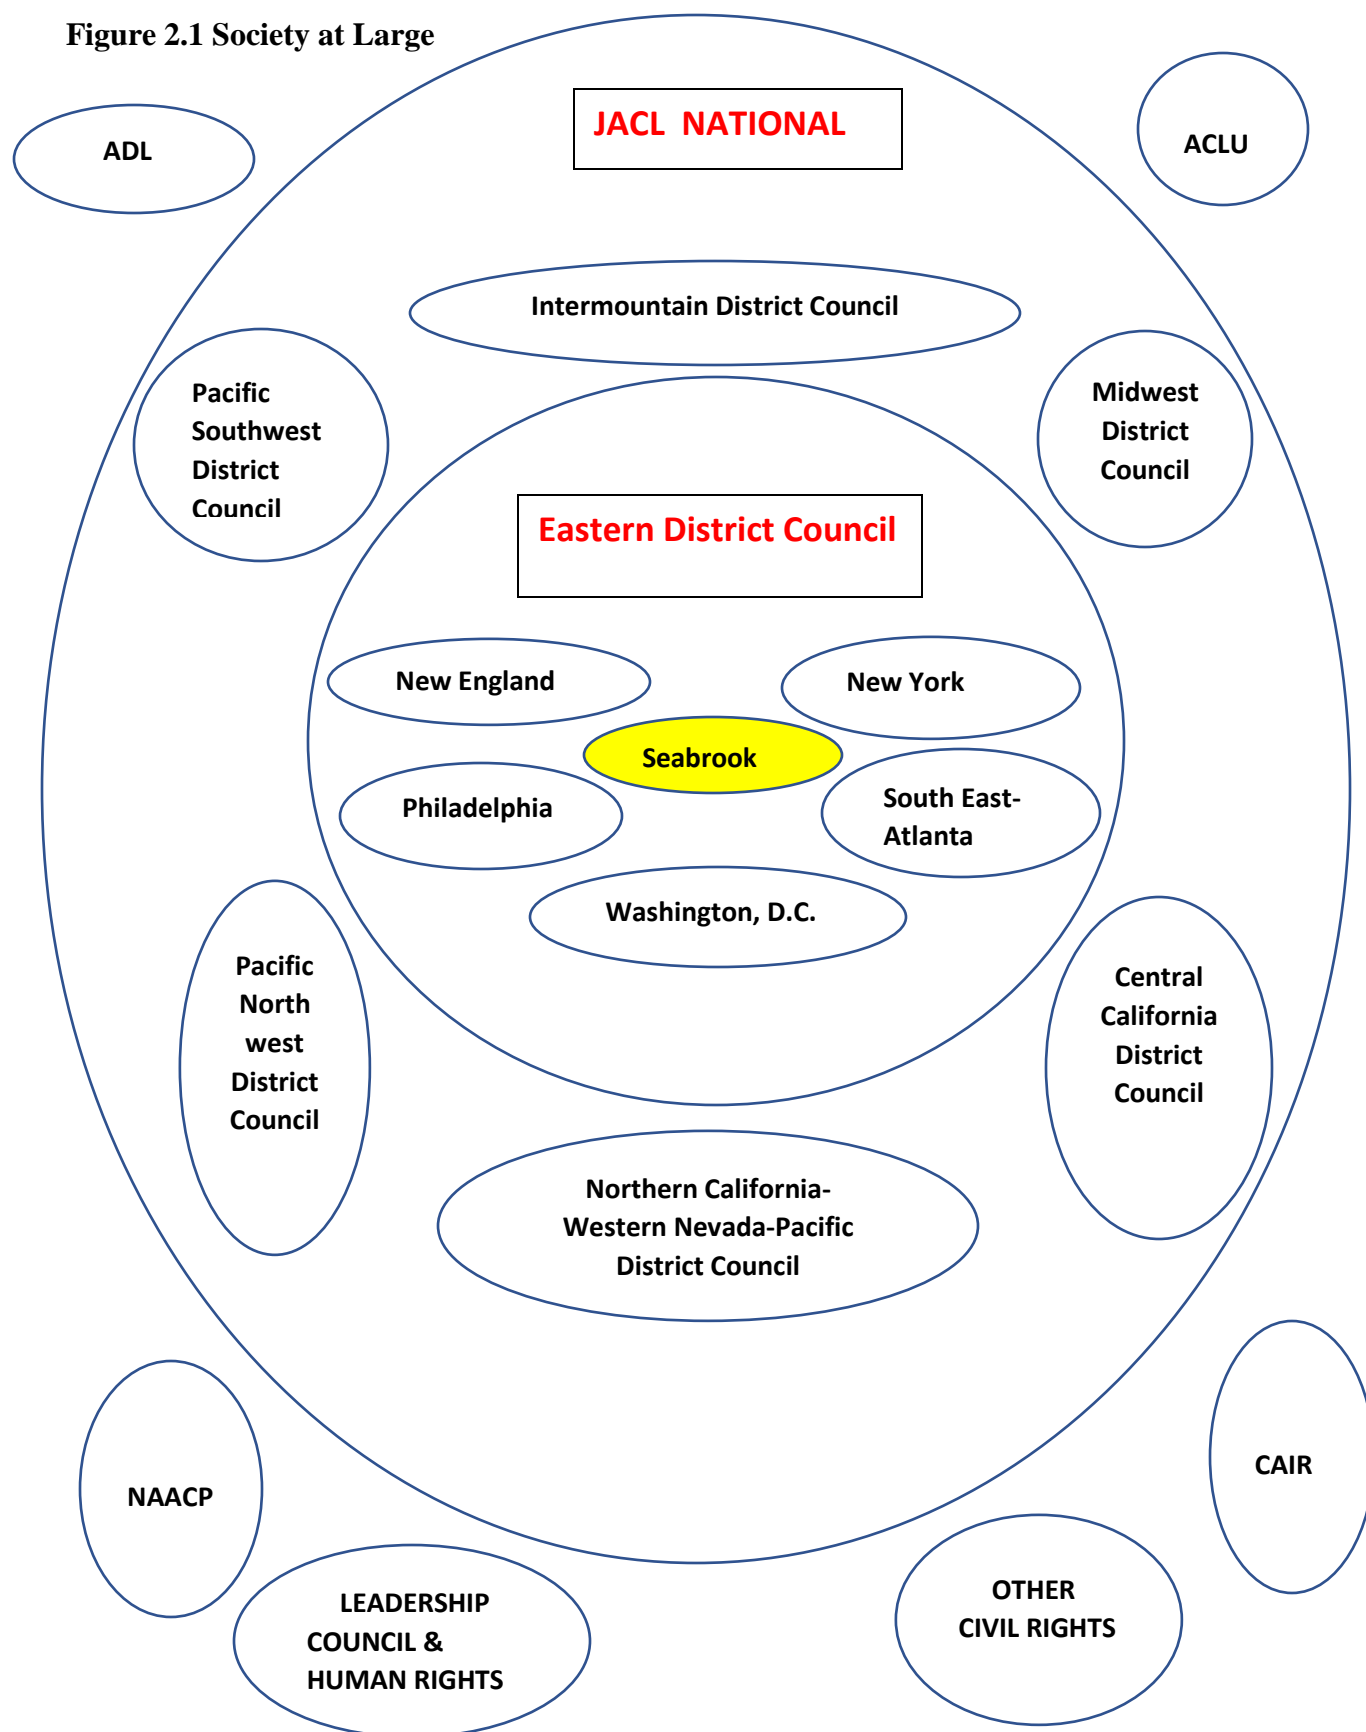 Figure 2.1 Society at Large
JACL NATIONAL
ADL
ACLU
Intermountain District Council
Pacific
Southwest
District
Council
Midwest
District
Council
Eastern District Council
New England
New York
Seabrook
Philadelphia
South East-
Atlanta
Washington, D.C.
Pacific
North
west
District
Council
Central
California
District
Council
Northern California-
Western Nevada-Pacific
District Council
NAACP
CAIR
LEADERSHIP
COUNCIL &
HUMAN RIGHTS
OTHER
CIVIL RIGHTS